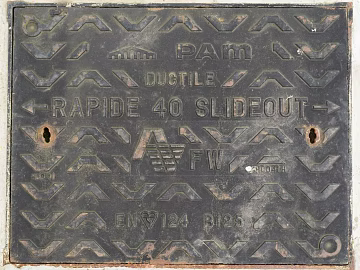 PAM
DUCTILE
RAPIDE 40 SLIDEOUT
FW
EN 124 B125